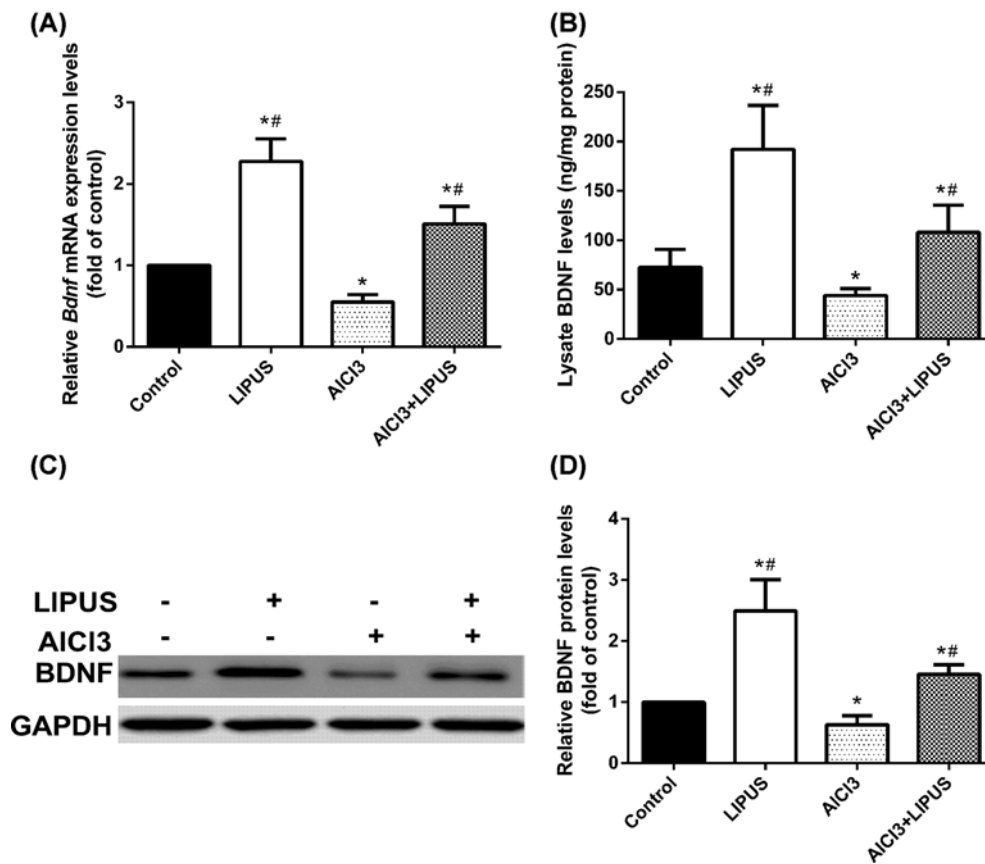 (A)
Relative Bdnf mRNA expression levels
(fold of control)
3
2
1
0
*#
*
*#
Control
LIPUS
AlCl3
AlCl3+LIPUS
(B)
Lysate BDNF levels (ng/mg protein)
250
200
150
100
50
0
*#
*
*#
Control
LIPUS
AlCl3
AlCl3+LIPUS
(C)
LIPUS - + - +
AlCl3 - - + +
BDNF
GAPDH
(D)
Relative BDNF protein levels
(fold of control)
4
3
2
1
0
*#
*
*#
Control
LIPUS
AlCl3
AlCl3+LIPUS